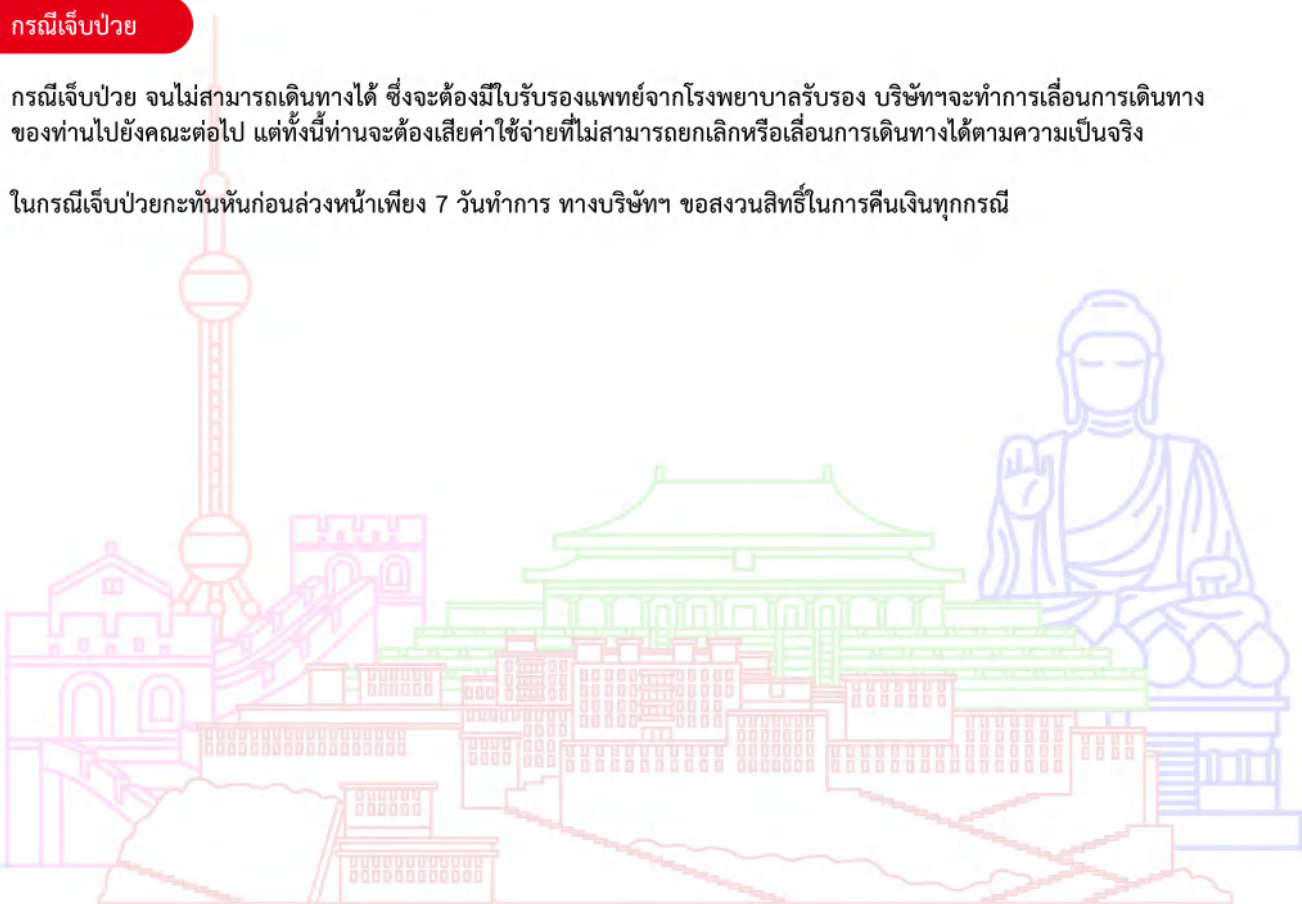 กรณีเจ็บป่วย
กรณีเจ็บป่วย จนไม่สามารถเดินทางได้ ซึ่งจะต้องมีใบรับรองแพทย์จากโรงพยาบาลรับรอง บริษัทฯจะทำการเลื่อนการเดินทาง
ของท่านไปยังคณะต่อไป แต่ทั้งนี้ท่านจะต้องเสียค่าใช้จ่ายที่ไม่สามารถยกเลิกหรือเลื่อนการเดินทางได้ตามความเป็นจริง
ในกรณีเจ็บป่วยกะทันหันก่อนล่วงหน้าเพียง 7 วันทำการ ทางบริษัทฯ ขอสงวนสิทธิ์ในการคืนเงินทุกกรณี